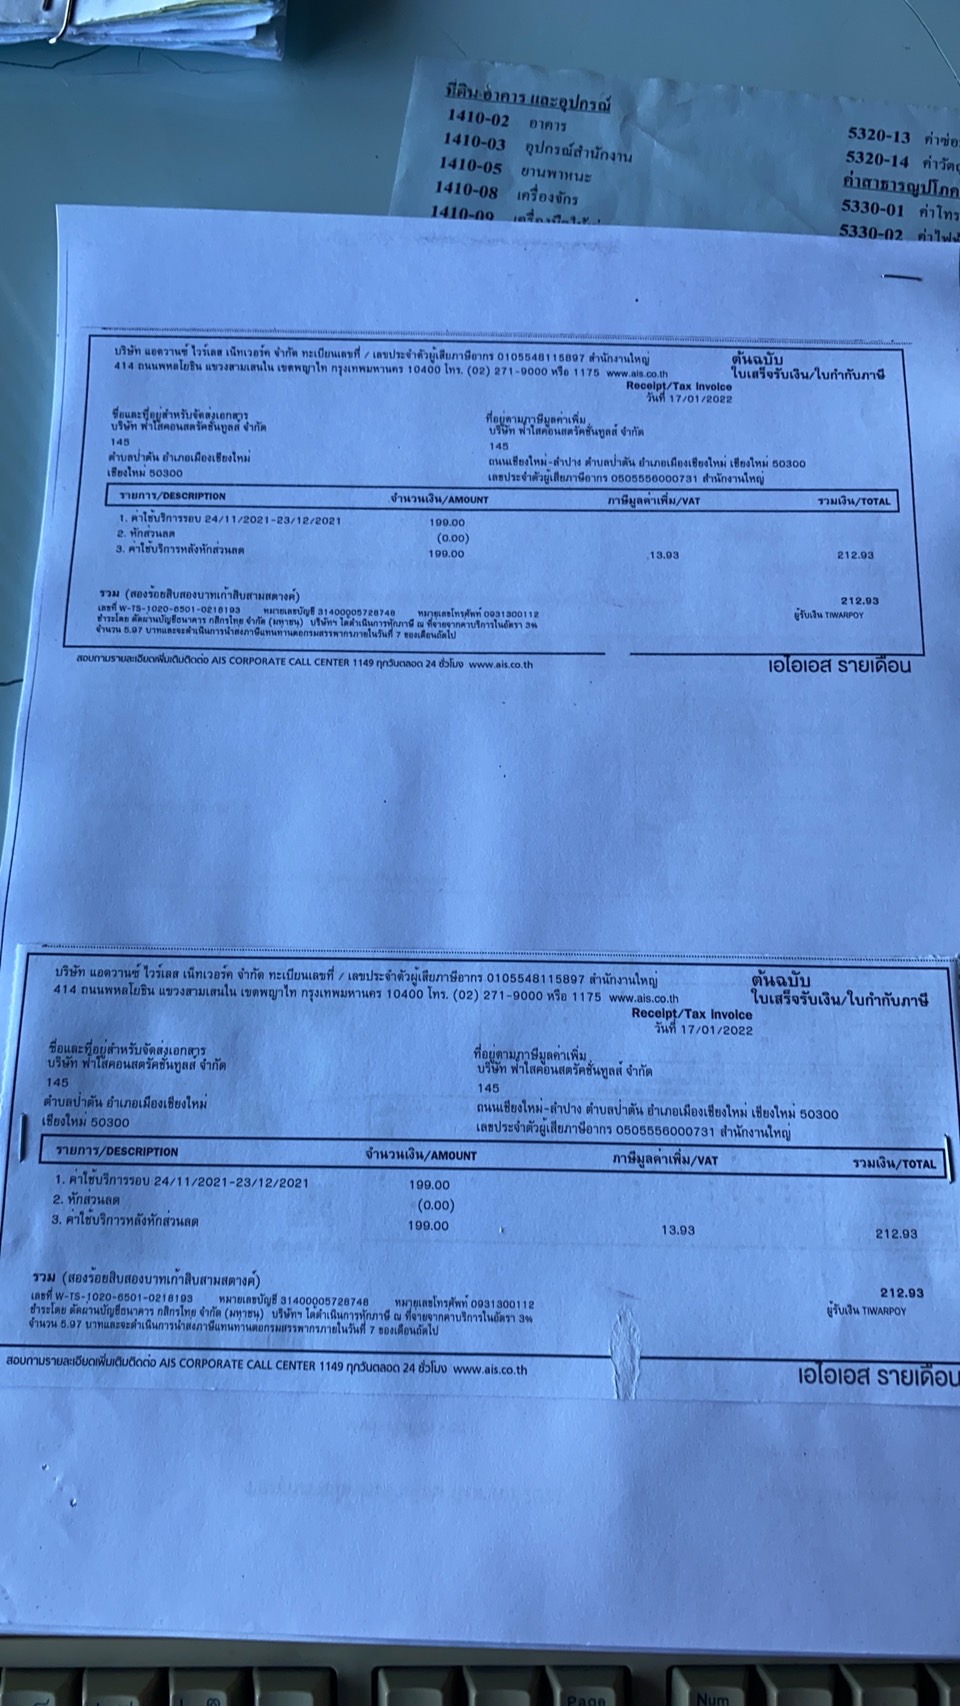 ที่ดิน อาคาร และอุปกรณ์
1410-02 อาคาร
1410-03 อุปกรณ์สำนักงาน
1410-05 ยานพาหนะ
1410-08 เครื่องจักร
1410-09
5320-13 ค่าซ่อ
5320-14 ค่าวัส
ค่าสาธารณูปโภค
5330-01 ค่าโทร
5330-02 ค่าไฟ
บริษัท แอดวานซ์ ไวร์เลส เน็ทเวอร์ค จำกัด ทะเบียนเลขที่ / เลขประจำตัวผู้เสียภาษีอากร 0105548115897 สำนักงานใหญ่
414 ถนนพหลโยธิน แขวงสามเสนใน เขตพญาไท กรุงเทพมหานคร 10400 โทร. (02) 271-9000 หรือ 1175 www.ais.co.th
ต้นฉบับ
ใบเสร็จรับเงิน/ใบกำกับภาษี
Receipt/Tax Invoice
วันที่ 17/01/2022
ชื่อและที่อยู่สำหรับจัดส่งเอกสาร
บริษัท ฟาโสคอนสตรัคชั่นทูลส์ จำกัด
145
ตำบลป่าตัน อำเภอเมืองเชียงใหม่
เชียงใหม่ 50300
ที่อยู่ตามภาษีมูลค่าเพิ่ม
บริษัท ฟาโสคอนสตรัคชั่นทูลส์ จำกัด
145
ถนนเชียงใหม่-ลำปาง ตำบลป่าตัน อำเภอเมืองเชียงใหม่ เชียงใหม่ 50300
เลขประจำตัวผู้เสียภาษีอากร 0505556000731 สำนักงานใหญ่
รายการ/DESCRIPTION จำนวนเงิน/AMOUNT ภาษีมูลค่าเพิ่ม/VAT รวมเงิน/TOTAL
1. ค่าใช้บริการรอบ 24/11/2021-23/12/2021 199.00
2. หักส่วนลด (0.00)
3. ค่าใช้บริการหลังหักส่วนลด 199.00 13.93 212.93
รวม (สองร้อยสิบสองบาทเก้าสิบสามสตางค์) 212.93
เลขที่ W-TS-1020-6501-0218193 หมายเลขบัญชี 31400005728748 หมายเลขโทรศัพท์ 0931300112 ผู้รับเงิน TIWARPOY
ชำระโดย ตัดผ่านบัญชีธนาคาร กสิกรไทย จำกัด (มหาชน) บริษัทฯ ได้ดำเนินการหักภาษี ณ ที่จ่ายจากค่าบริการในอัตรา 3%
จำนวน 5.97 บาทและจะดำเนินการนำส่งภาษีแทนท่านต่อกรมสรรพากรภายในวันที่ 7 ของเดือนถัดไป
สอบถามรายละเอียดเพิ่มเติมติดต่อ AIS CORPORATE CALL CENTER 1149 ทุกวันตลอด 24 ชั่วโมง www.ais.co.th
เอไอเอส รายเดือน
บริษัท แอดวานซ์ ไวร์เลส เน็ทเวอร์ค จำกัด ทะเบียนเลขที่ / เลขประจำตัวผู้เสียภาษีอากร 0105548115897 สำนักงานใหญ่
414 ถนนพหลโยธิน แขวงสามเสนใน เขตพญาไท กรุงเทพมหานคร 10400 โทร. (02) 271-9000 หรือ 1175 www.ais.co.th
ต้นฉบับ
ใบเสร็จรับเงิน/ใบกำกับภาษี
Receipt/Tax Invoice
วันที่ 17/01/2022
ชื่อและที่อยู่สำหรับจัดส่งเอกสาร
บริษัท ฟาโสคอนสตรัคชั่นทูลส์ จำกัด
145
ตำบลป่าตัน อำเภอเมืองเชียงใหม่
เชียงใหม่ 50300
ที่อยู่ตามภาษีมูลค่าเพิ่ม
บริษัท ฟาโสคอนสตรัคชั่นทูลส์ จำกัด
145
ถนนเชียงใหม่-ลำปาง ตำบลป่าตัน อำเภอเมืองเชียงใหม่ เชียงใหม่ 50300
เลขประจำตัวผู้เสียภาษีอากร 0505556000731 สำนักงานใหญ่
รายการ/DESCRIPTION จำนวนเงิน/AMOUNT ภาษีมูลค่าเพิ่ม/VAT รวมเงิน/TOTAL
1. ค่าใช้บริการรอบ 24/11/2021-23/12/2021 199.00
2. หักส่วนลด (0.00)
3. ค่าใช้บริการหลังหักส่วนลด 199.00 13.93 212.93
รวม (สองร้อยสิบสองบาทเก้าสิบสามสตางค์) 212.93
เลขที่ W-TS-1020-6501-0218193 หมายเลขบัญชี 31400005728748 หมายเลขโทรศัพท์ 0931300112 ผู้รับเงิน TIWARPOY
ชำระโดย ตัดผ่านบัญชีธนาคาร กสิกรไทย จำกัด (มหาชน) บริษัทฯ ได้ดำเนินการหักภาษี ณ ที่จ่ายจากค่าบริการในอัตรา 3%
จำนวน 5.97 บาทและจะดำเนินการนำส่งภาษีแทนท่านต่อกรมสรรพากรภายในวันที่ 7 ของเดือนถัดไป
สอบถามรายละเอียดเพิ่มเติมติดต่อ AIS CORPORATE CALL CENTER 1149 ทุกวันตลอด 24 ชั่วโมง www.ais.co.th
เอไอเอส รายเดือน
Page
Num